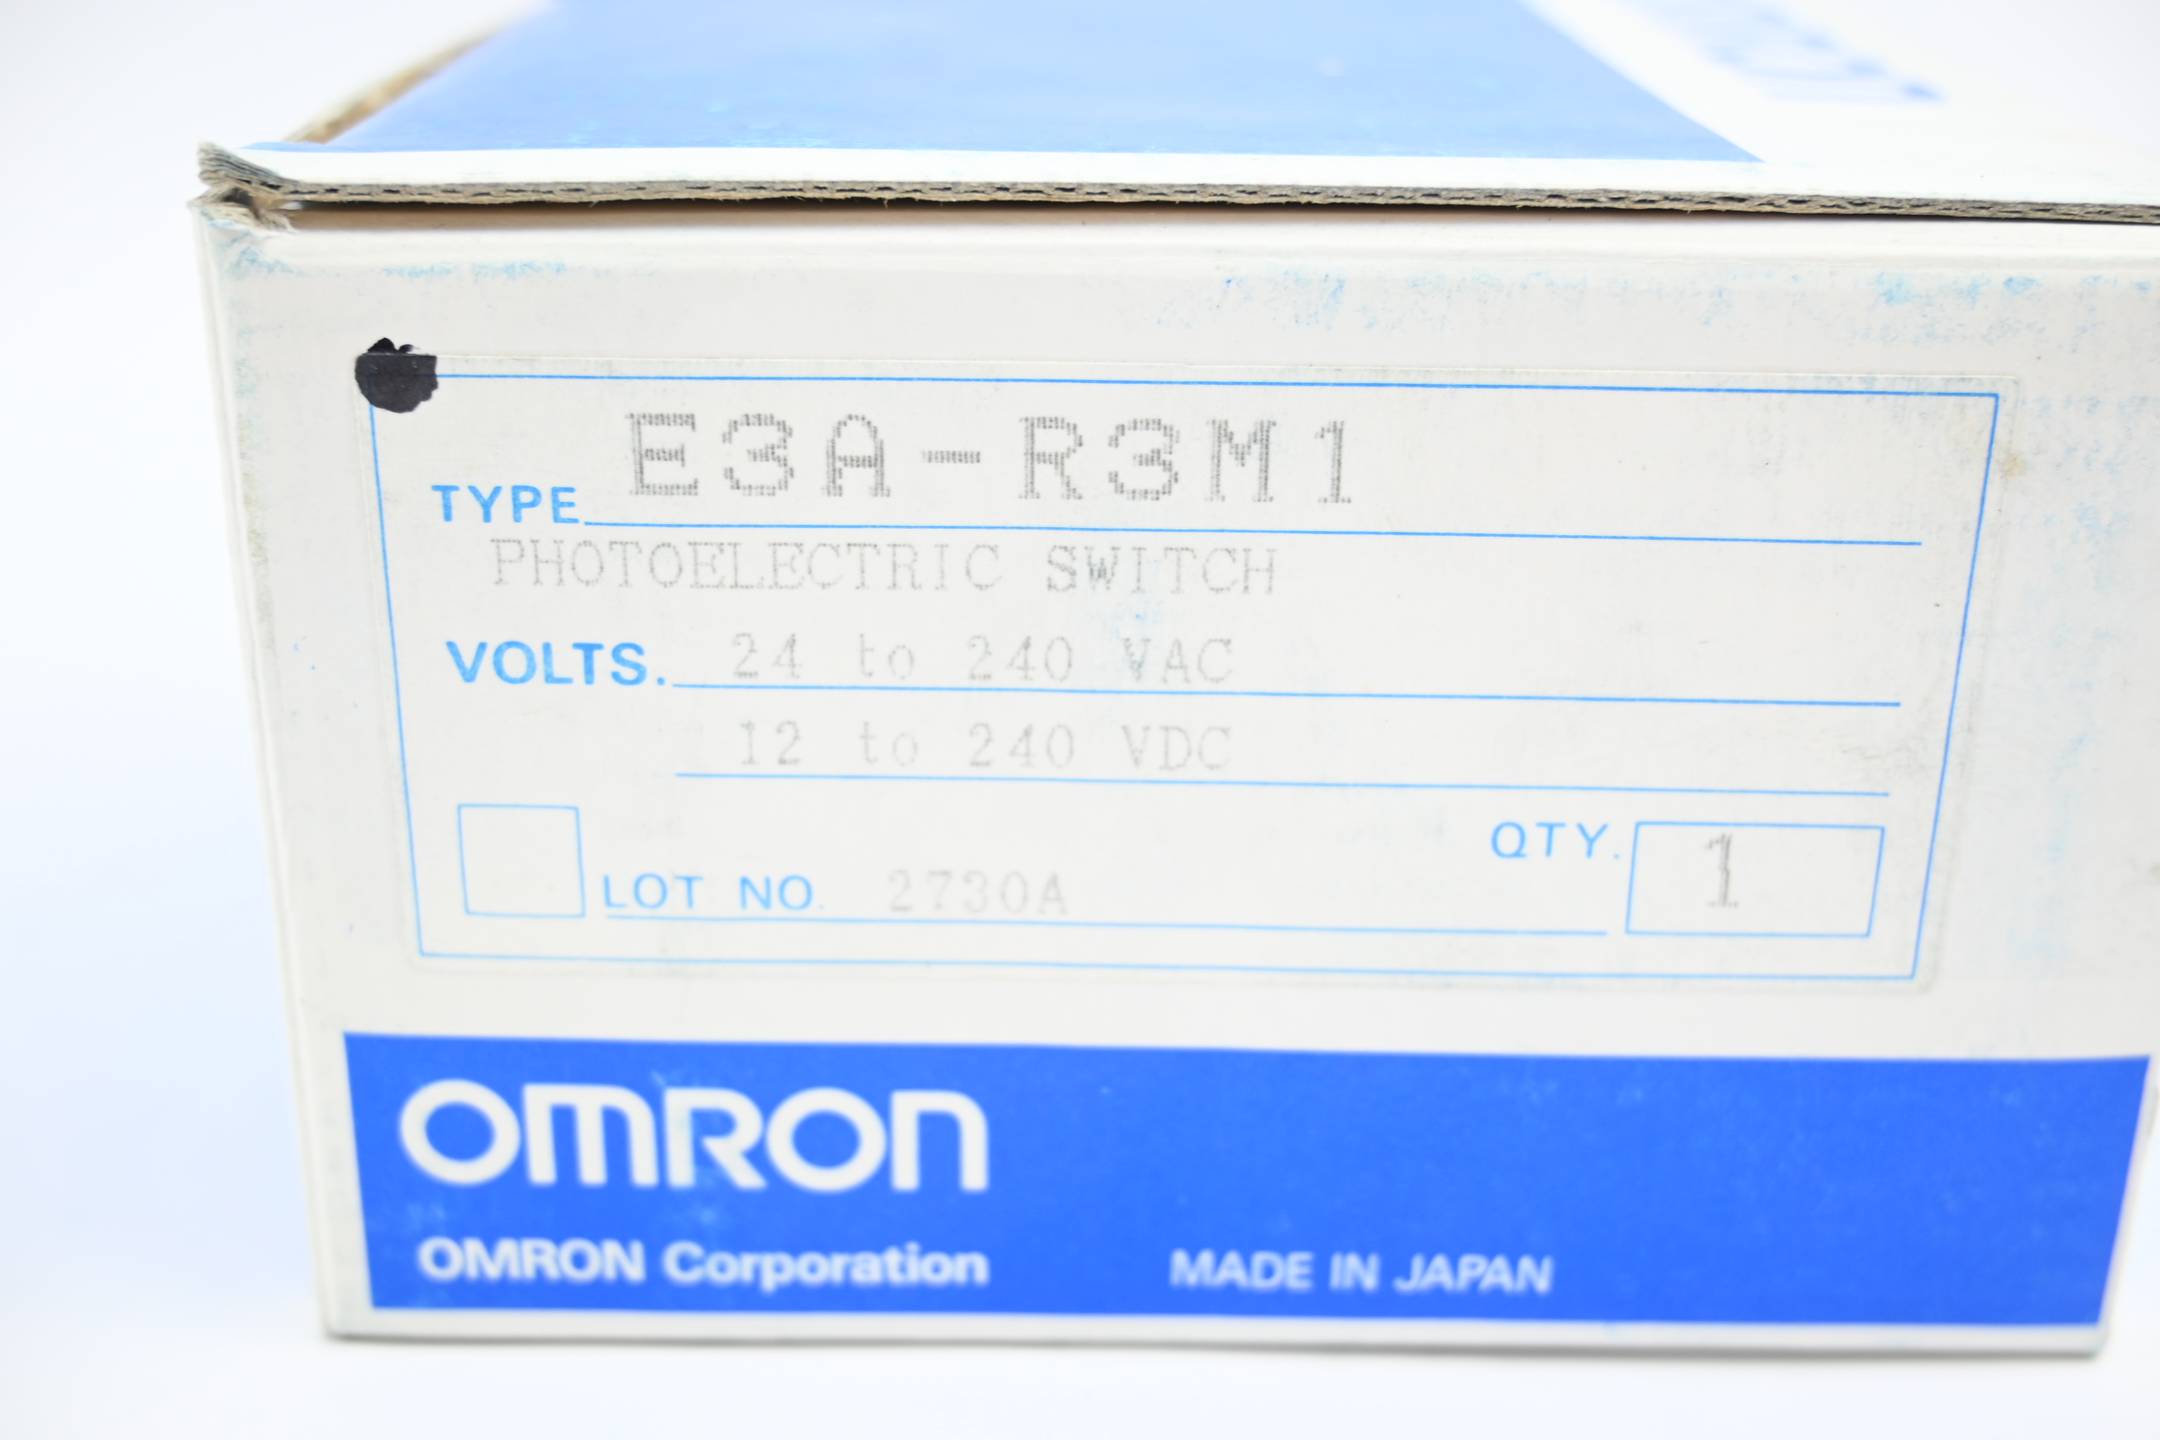 E3A-R3M1
TYPE
PHOTOELECTRIC SWITCH
VOLTS. 24 to 240 VAC
12 to 240 VDC
QTY. 1
LOT NO. 2730A
OMRON
OMRON Corporation MADE IN JAPAN